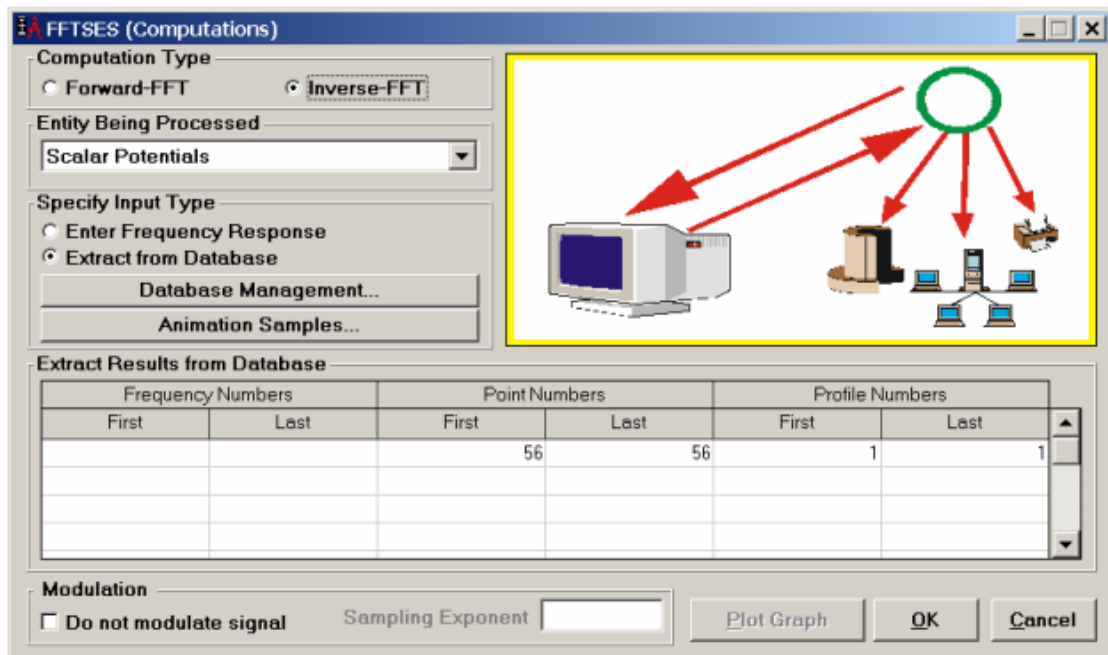 FFTSES (Computations)
Computation Type
Forward-FFT Inverse-FFT
Entity Being Processed
Scalar Potentials
Specify Input Type
Enter Frequency Response
Extract from Database
Database Management...
Animation Samples...
Extract Results from Database
Frequency Numbers Point Numbers Profile Numbers
First Last First Last First Last
56 56 1 1
Modulation
Do not modulate signal Sampling Exponent Plot Graph OK Cancel